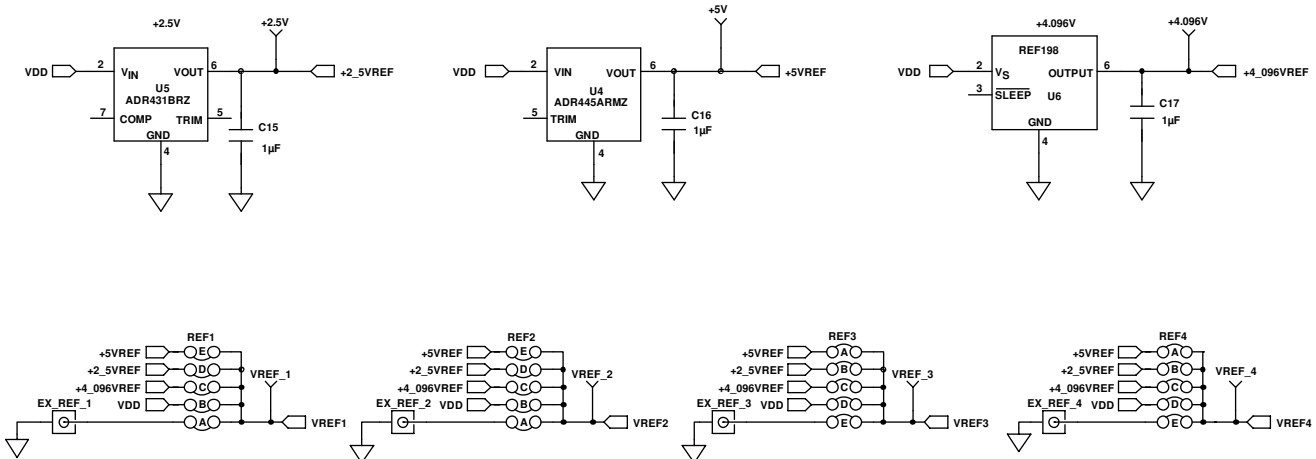 +2.5V
+2.5V
VDD
2
VIN
VOUT
6
+2_5VREF
U5
ADR431BRZ
7
COMP
TRIM
5
GND
4
C15
1µF
+5V
VDD
2
VIN
VOUT
6
+5VREF
U4
ADR445ARMZ
5
TRIM
GND
4
C16
1µF
+4.096V
+4.096V
REF198
VDD
2
VS
OUTPUT
6
+4_096VREF
3
SLEEP
U6
GND
4
C17
1µF
REF1
+5VREF
E
+2_5VREF
D
VREF_1
+4_096VREF
C
EX_REF_1
VDD
B
A
VREF1
REF2
+5VREF
E
+2_5VREF
D
VREF_2
+4_096VREF
C
EX_REF_2
VDD
B
A
VREF2
REF3
+5VREF
A
+2_5VREF
B
VREF_3
+4_096VREF
C
EX_REF_3
VDD
D
E
VREF3
REF4
+5VREF
A
+2_5VREF
B
VREF_4
+4_096VREF
C
EX_REF_4
VDD
D
E
VREF4